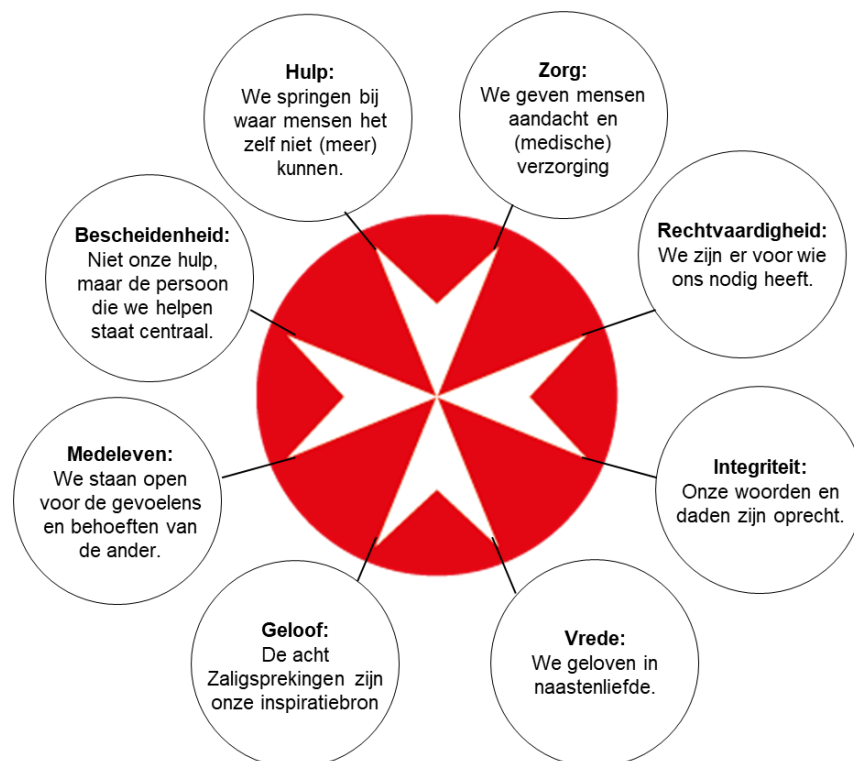 Hulp:
We springen bij
waar mensen het
zelf niet (meer)
kunnen.
Zorg:
We geven mensen
aandacht en
(medische)
verzorging
Rechtvaardigheid:
We zijn er voor wie
ons nodig heeft.
Integriteit:
Onze woorden en
daden zijn oprecht.
Vrede:
We geloven in
naastenliefde.
Geloof:
De acht
Zaligsprekingen zijn
onze inspiratiebron
Medeleven:
We staan open
voor de gevoelens
en behoeften van
de ander.
Bescheidenheid:
Niet onze hulp,
maar de persoon
die we helpen
staat centraal.